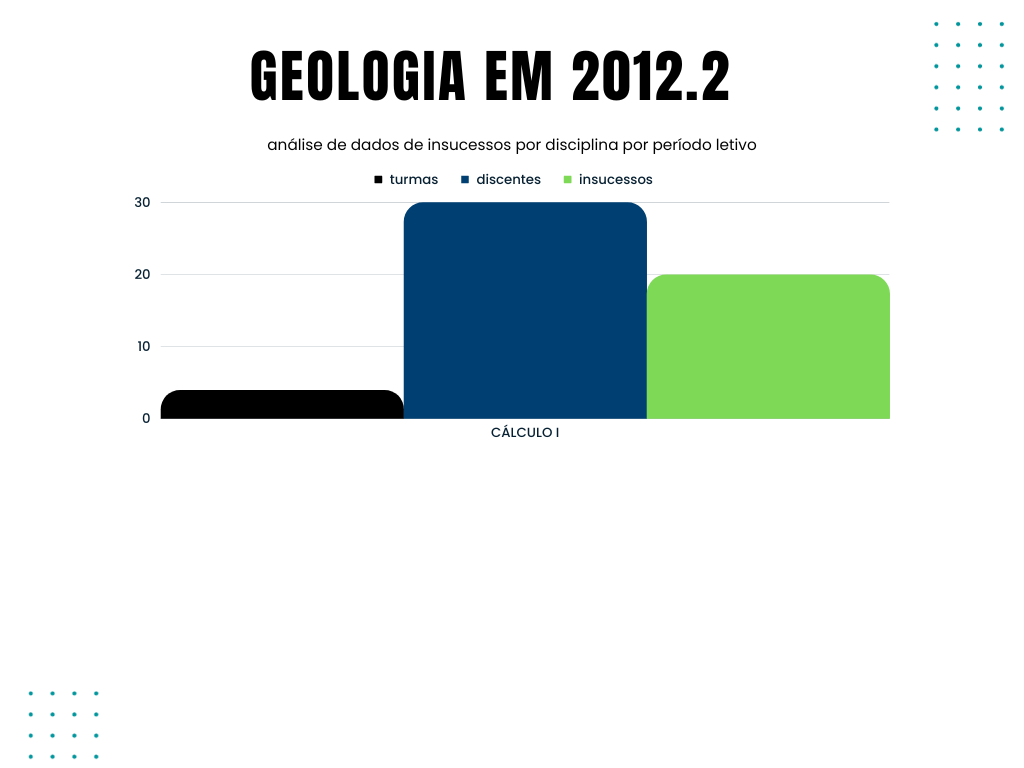 GEOLOGIA EM 2012.2
análise de dados de insucessos por disciplina por período letivo
turmas discentes insucessos
30
20
10
0
CÁLCULO I